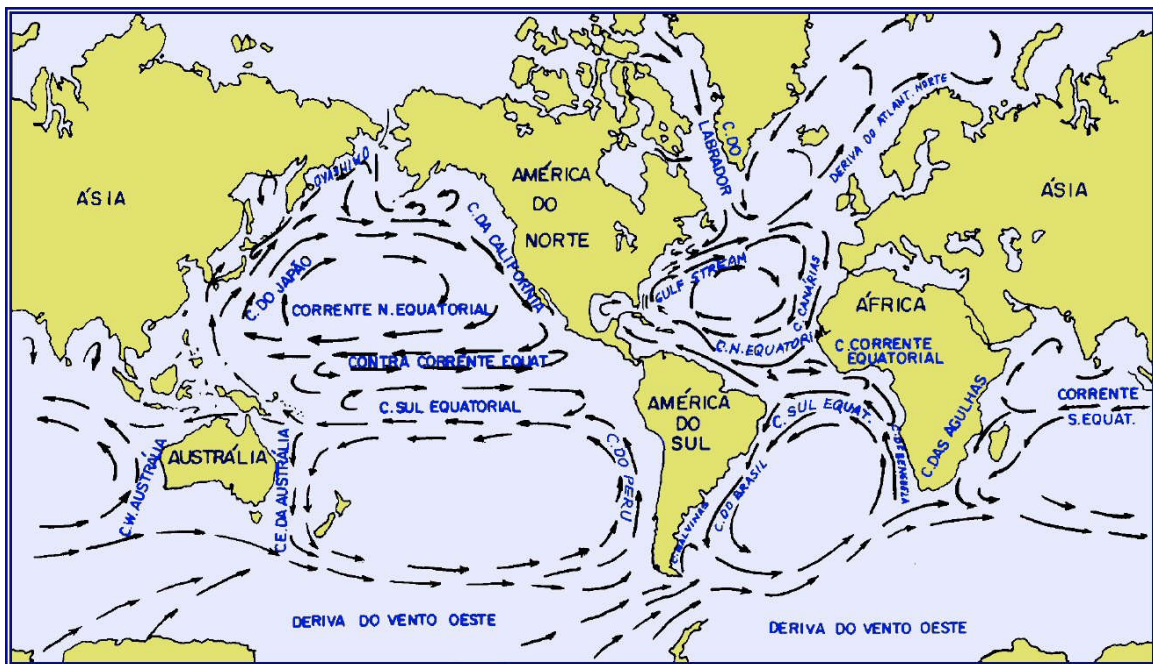 ÁSIA
OYASHIWO
C. DO JAPÃO
CORRENTE N. EQUATORIAL
CONTRA CORRENTE EQUAT.
C. SUL EQUATORIAL
C. DA CALIFORNIA
AMÉRICA
DO
NORTE
C. DO
LABRADOR
DERIVA DO ATLANT. NORTE
GULF STREAM
C. CANÁRIAS
C. N. EQUATORIAL
ÁFRICA
C. CORRENTE
EQUATORIAL
ÁSIA
AMÉRICA
DO
SUL
C. SUL EQUAT.
C. DE BENGUELA
C. DAS AGULHAS
CORRENTE
S. EQUAT.
AUSTRÁLIA
C. W. AUSTRÁLIA
C.E. DA AUSTRÁLIA
C. DO PERU
C. MALVINAS
C. DO BRASIL
DERIVA DO VENTO OESTE
DERIVA DO VENTO OESTE